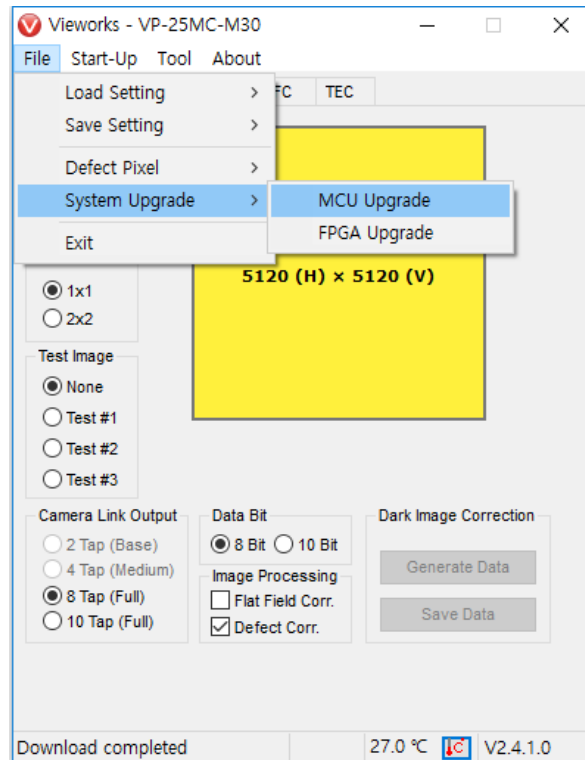 Vieworks - VP-25MC-M30
File Start-Up Tool About
FC TEC
Load Setting
Save Setting
Defect Pixel
System Upgrade
Exit
MCU Upgrade
FPGA Upgrade
5120 (H) × 5120 (V)
1x1
2x2
Test Image
None
Test #1
Test #2
Test #3
Camera Link Output
2 Tap (Base)
4 Tap (Medium)
8 Tap (Full)
10 Tap (Full)
Data Bit
8 Bit 10 Bit
Image Processing
Flat Field Corr.
Defect Corr.
Dark Image Correction
Generate Data
Save Data
Download completed 27.0 ℃ V2.4.1.0